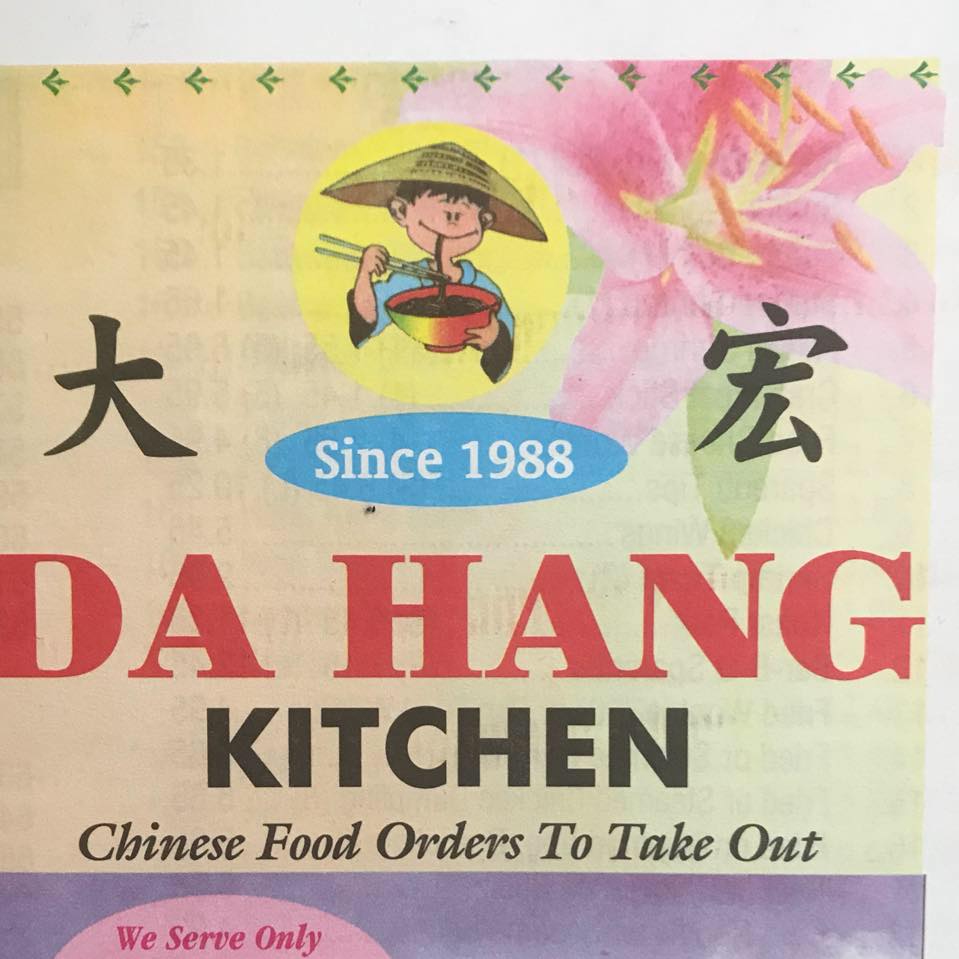 大 宏
Since 1988
DA HANG
KITCHEN
Chinese Food Orders To Take Out
We Serve Only